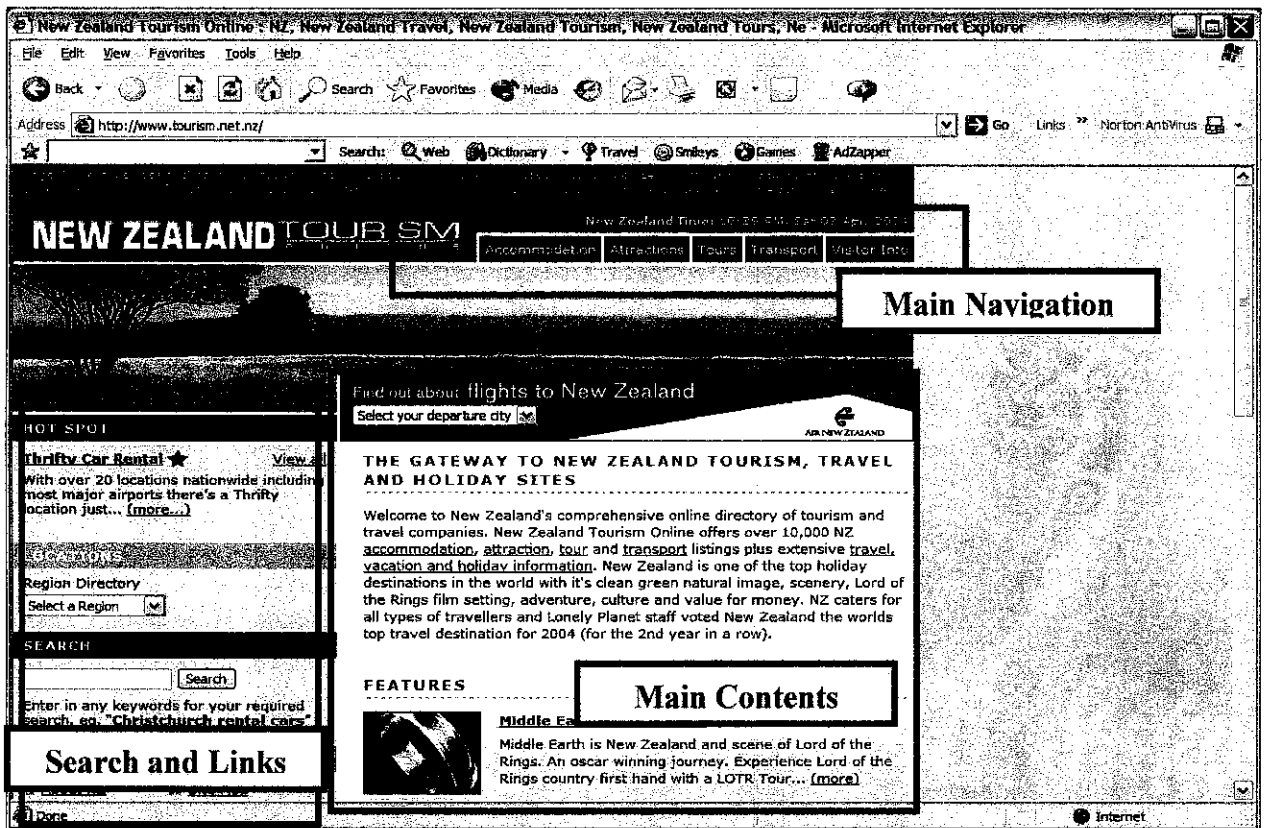 New Zealand Tourism Online : NZ, New Zealand Travel, New Zealand Tourism, New Zealand Tours, Ne - Microsoft Internet Explorer
File Edit View Favorites Tools Help
Back Search Favorites Media
Address http://www.tourism.net.nz/ Go Links » Norton AntiVirus
Search: Web Dictionary Travel Smileys Games AdZapper
New Zealand Time:
NEW ZEALAND TOURISM
Accommodation Attractions Tours Transport Visitor Info
Main Navigation
Find out about flights to New Zealand
Select your departure city
AIR NEW ZEALAND
HOT SPOT
Thrifty Car Rental View all
With over 20 locations nationwide including
most major airports there's a Thrifty
location just... (more...)
Region Directory
Select a Region
SEARCH
Search
Enter in any keywords for your required
search, eg. "Christchurch rental cars"
Search and Links
THE GATEWAY TO NEW ZEALAND TOURISM, TRAVEL
AND HOLIDAY SITES
Welcome to New Zealand's comprehensive online directory of tourism and
travel companies. New Zealand Tourism Online offers over 10,000 NZ
accommodation, attraction, tour and transport listings plus extensive travel,
vacation and holiday information. New Zealand is one of the top holiday
destinations in the world with it's clean green natural image, scenery, Lord of
the Rings film setting, adventure, culture and value for money. NZ caters for
all types of travellers and Lonely Planet staff voted New Zealand the worlds
top travel destination for 2004 (for the 2nd year in a row).
FEATURES
Main Contents
Middle Ea
Middle Earth is New Zealand and scene of Lord of the
Rings. An oscar winning journey. Experience Lord of the
Rings country first hand with a LOTR Tour... (more)
Done Internet